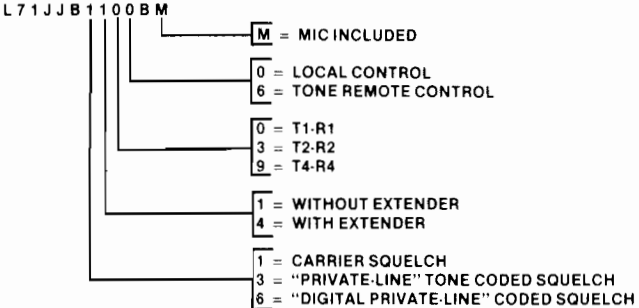 L71JJB1100BM
M = MIC INCLUDED
0 = LOCAL CONTROL
6 = TONE REMOTE CONTROL
0 = T1-R1
3 = T2-R2
9 = T4-R4
1 = WITHOUT EXTENDER
4 = WITH EXTENDER
1 = CARRIER SQUELCH
3 = "PRIVATE-LINE" TONE CODED SQUELCH
6 = "DIGITAL PRIVATE-LINE" CODED SQUELCH